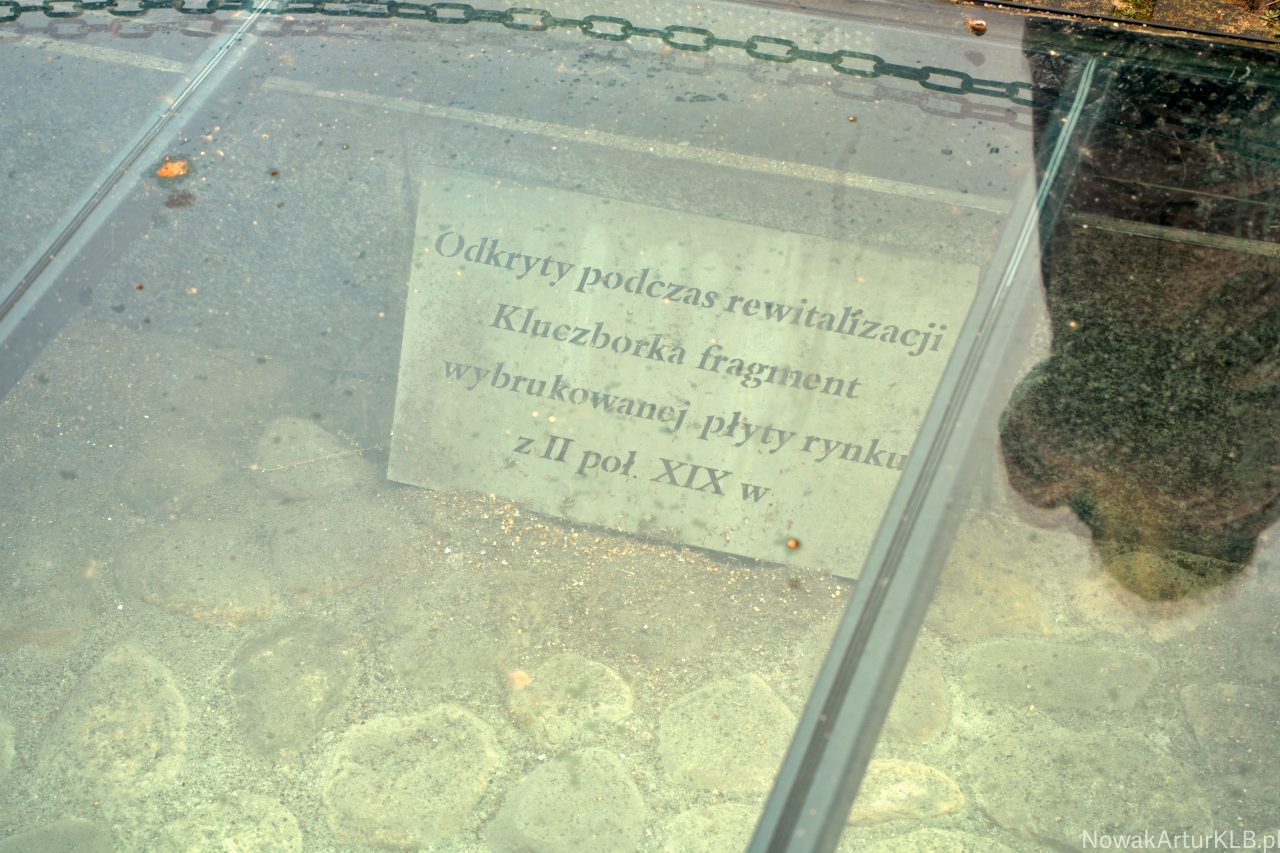 Odkryty podczas rewitalizacji
Kluczborka fragment
wybrukowanej płyty rynku
z II poł. XIX w
NowakArturKLB.pl